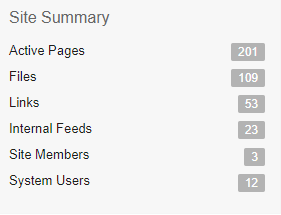 Site Summary
Active Pages 201
Files 109
Links 53
Internal Feeds 23
Site Members 3
System Users 12